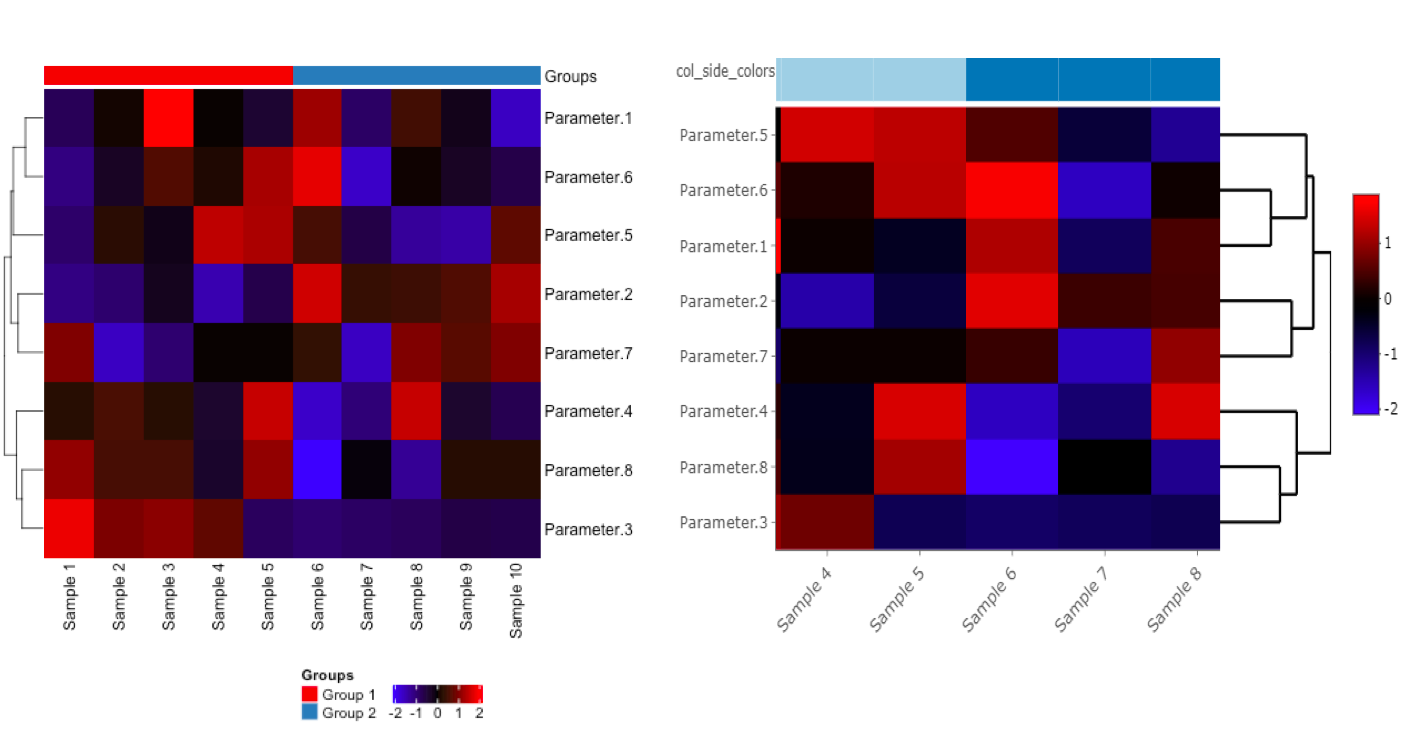 Groups
Parameter.1
Parameter.6
Parameter.5
Parameter.2
Parameter.7
Parameter.4
Parameter.8
Parameter.3
Sample 1
Sample 2
Sample 3
Sample 4
Sample 5
Sample 6
Sample 7
Sample 8
Sample 9
Sample 10
Groups
Group 1
Group 2
-2 -1 0 1 2
col_side_colors
Parameter.5
Parameter.6
Parameter.1
Parameter.2
Parameter.7
Parameter.4
Parameter.8
Parameter.3
Sample 4
Sample 5
Sample 6
Sample 7
Sample 8
1
0
-1
-2